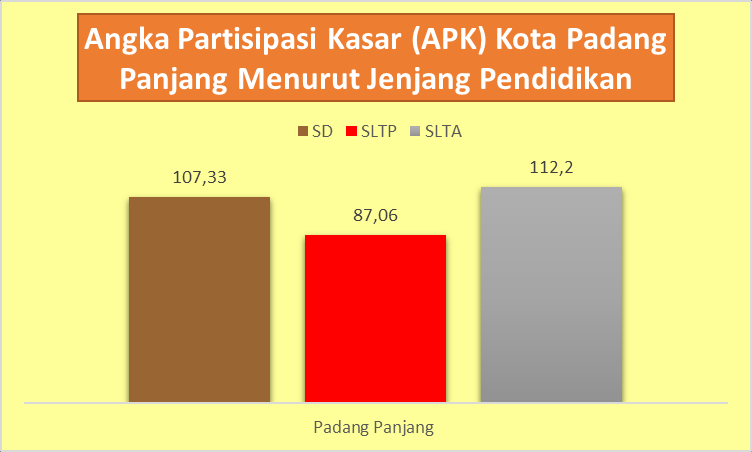 Angka Partisipasi Kasar (APK) Kota Padang
Panjang Menurut Jenjang Pendidikan
SD SLTP SLTA
107,33
87,06
112,2
Padang Panjang